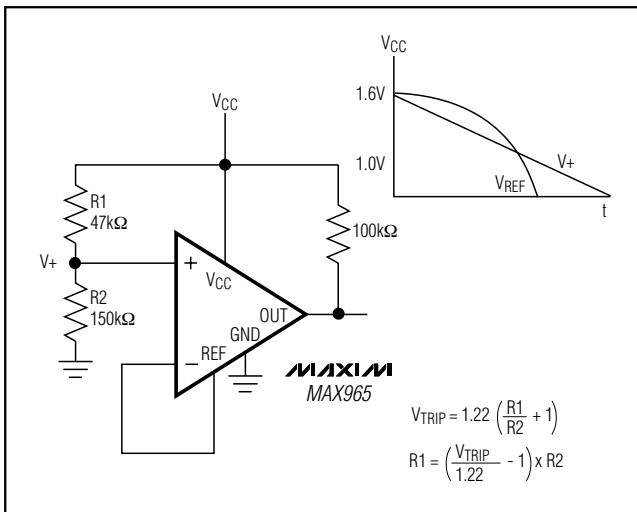 VCC
R1
47kΩ
V+
R2
150kΩ
+
VCC
OUT
GND
REF
−
100kΩ
MAXIM
MAX965
VCC
1.6V
1.0V
V+
VREF
t
VTRIP = 1.22 (R1/R2 + 1)
R1 = (VTRIP/1.22 - 1) x R2